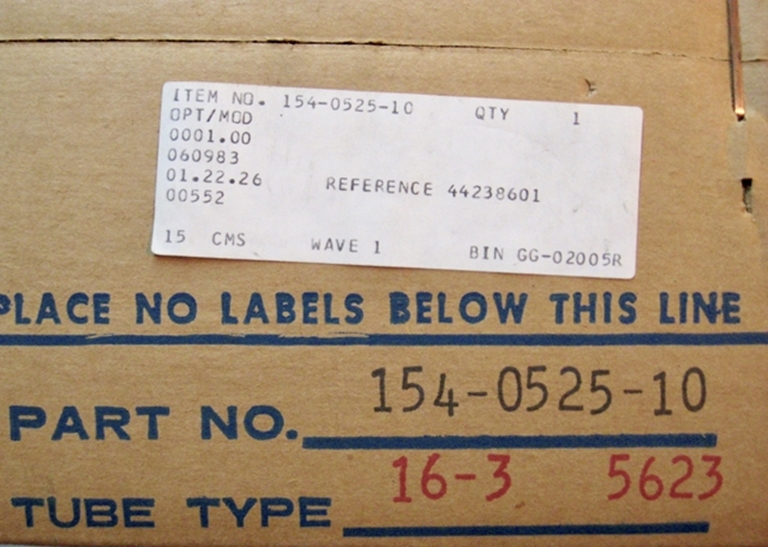 ITEM NO. 154-0525-10 QTY 1
OPT/MOD
0001.00
060983
01.22.26 REFERENCE 44238601
00552
15 CMS WAVE 1 BIN GG-02005R
PLACE NO LABELS BELOW THIS LINE
PART NO. 154-0525-10
TUBE TYPE 16-3 5623